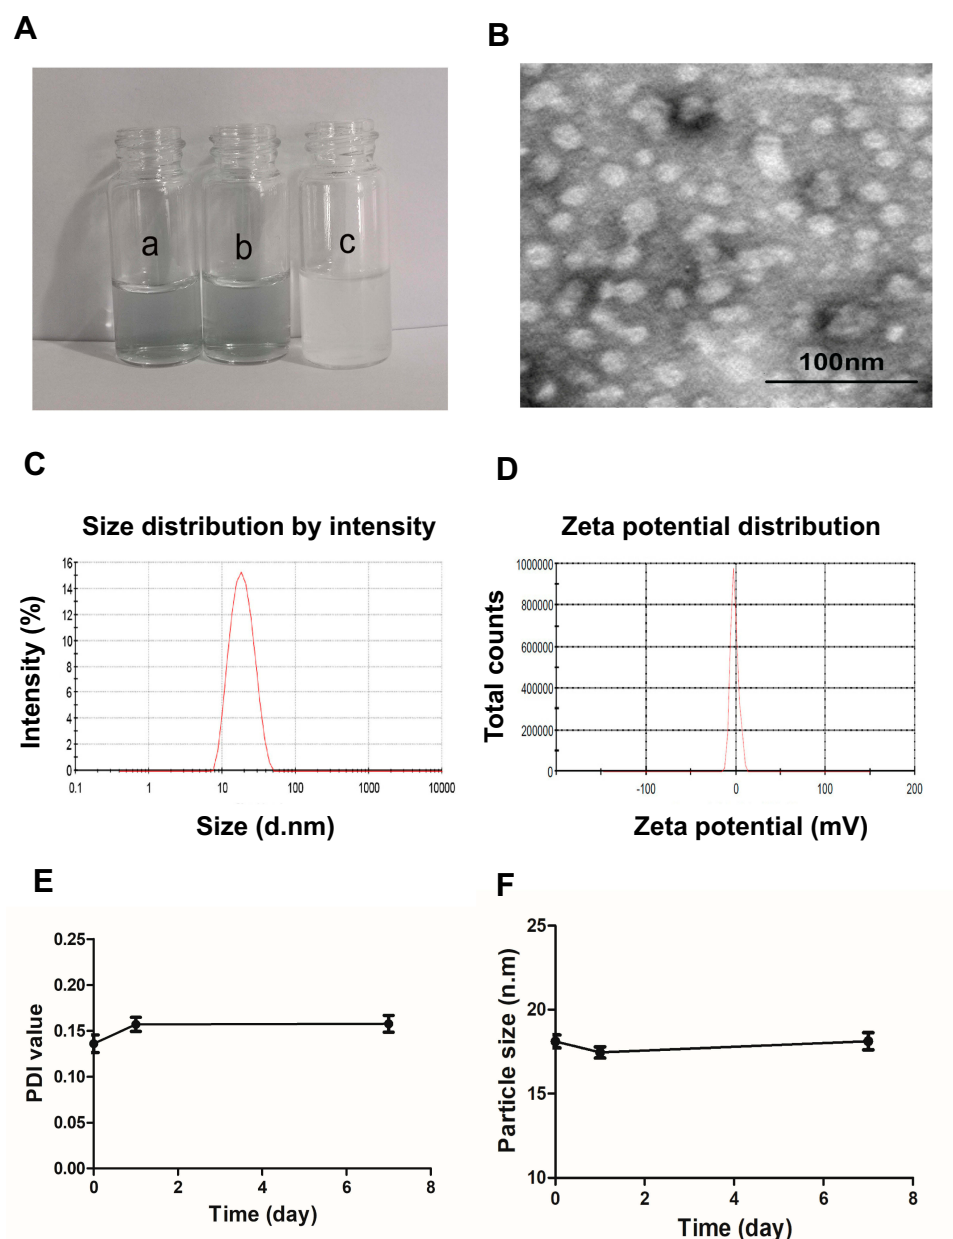 A
B
a
b
c
100nm
C
D
Size distribution by intensity
Intensity (%)
16
14
12
10
8
6
4
2
0
0.1
1
10
100
1000
10000
Size (d.nm)
Zeta potential distribution
Total counts
1000000
800000
600000
400000
200000
0
-100
0
100
200
Zeta potential (mV)
E
F
PDI value
0.25
0.20
0.15
0.10
0.05
0.00
0
2
4
6
8
Time (day)
Particle size (n.m)
25
20
15
10
0
2
4
6
8
Time (day)